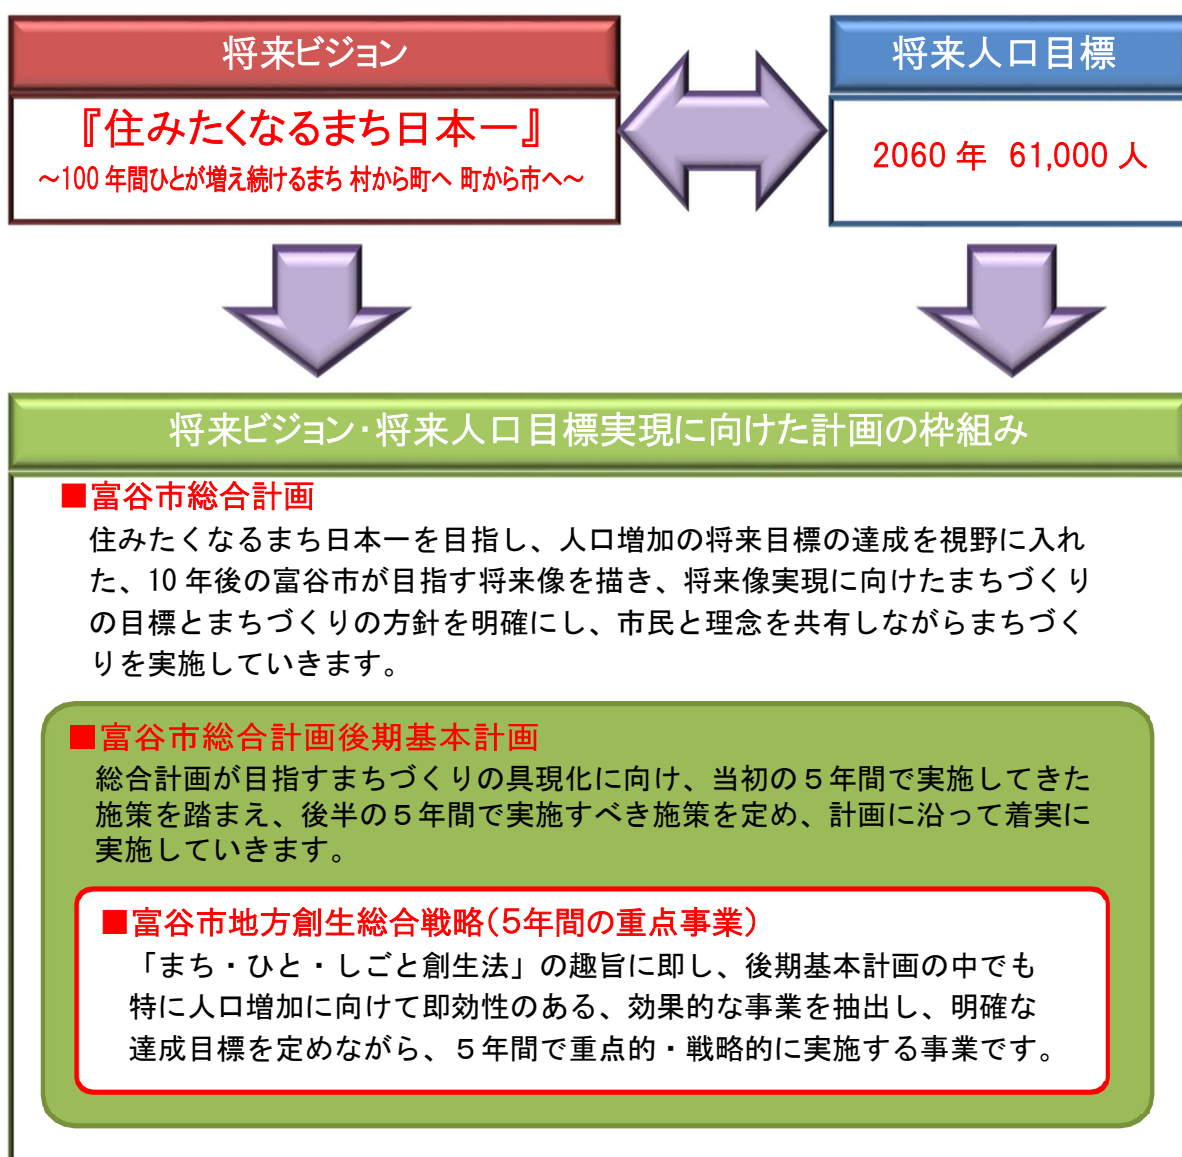 将来ビジョン
『住みたくなるまち日本一』
～100年間ひとが増え続けるまち 村から町へ 町から市へ～
将来人口目標
2060年 61,000人
将来ビジョン・将来人口目標実現に向けた計画の枠組み
■富谷市総合計画
住みたくなるまち日本一を目指し、人口増加の将来目標の達成を視野に入れ
た、10年後の富谷市が目指す将来像を描き、将来像実現に向けたまちづくり
の目標とまちづくりの方針を明確にし、市民と理念を共有しながらまちづく
りを実施していきます。
■富谷市総合計画後期基本計画
総合計画が目指すまちづくりの具現化に向け、当初の５年間で実施してきた
施策を踏まえ、後半の５年間で実施すべき施策を定め、計画に沿って着実に
実施していきます。
■富谷市地方創生総合戦略（5年間の重点事業）
「まち・ひと・しごと創生法」の趣旨に即し、後期基本計画の中でも
特に人口増加に向けて即効性のある、効果的な事業を抽出し、明確な
達成目標を定めながら、５年間で重点的・戦略的に実施する事業です。